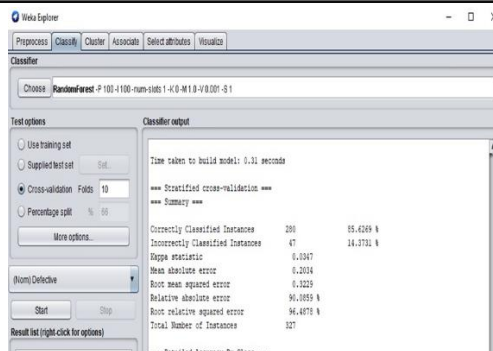 Weka Explorer
Preprocess Classify Cluster Associate Select attributes Visualize
Classifier
Choose RandomForest -P 100 -I 100 -num-slots 1 -K 0 -M 1.0 -V 0.001 -S 1
Test options
Classifier output
Use training set
Supplied test set Set...
Cross-validation Folds 10
Percentage split % 66
More options...
(Nom) Defective
Start Stop
Result list (right-click for options)
Time taken to build model: 0.31 seconds
=== Stratified cross-validation ===
=== Summary ===
Correctly Classified Instances 280 85.6269 %
Incorrectly Classified Instances 47 14.3731 %
Kappa statistic 0.0347
Mean absolute error 0.2034
Root mean squared error 0.3229
Relative absolute error 90.0859 %
Root relative squared error 96.4878 %
Total Number of Instances 327